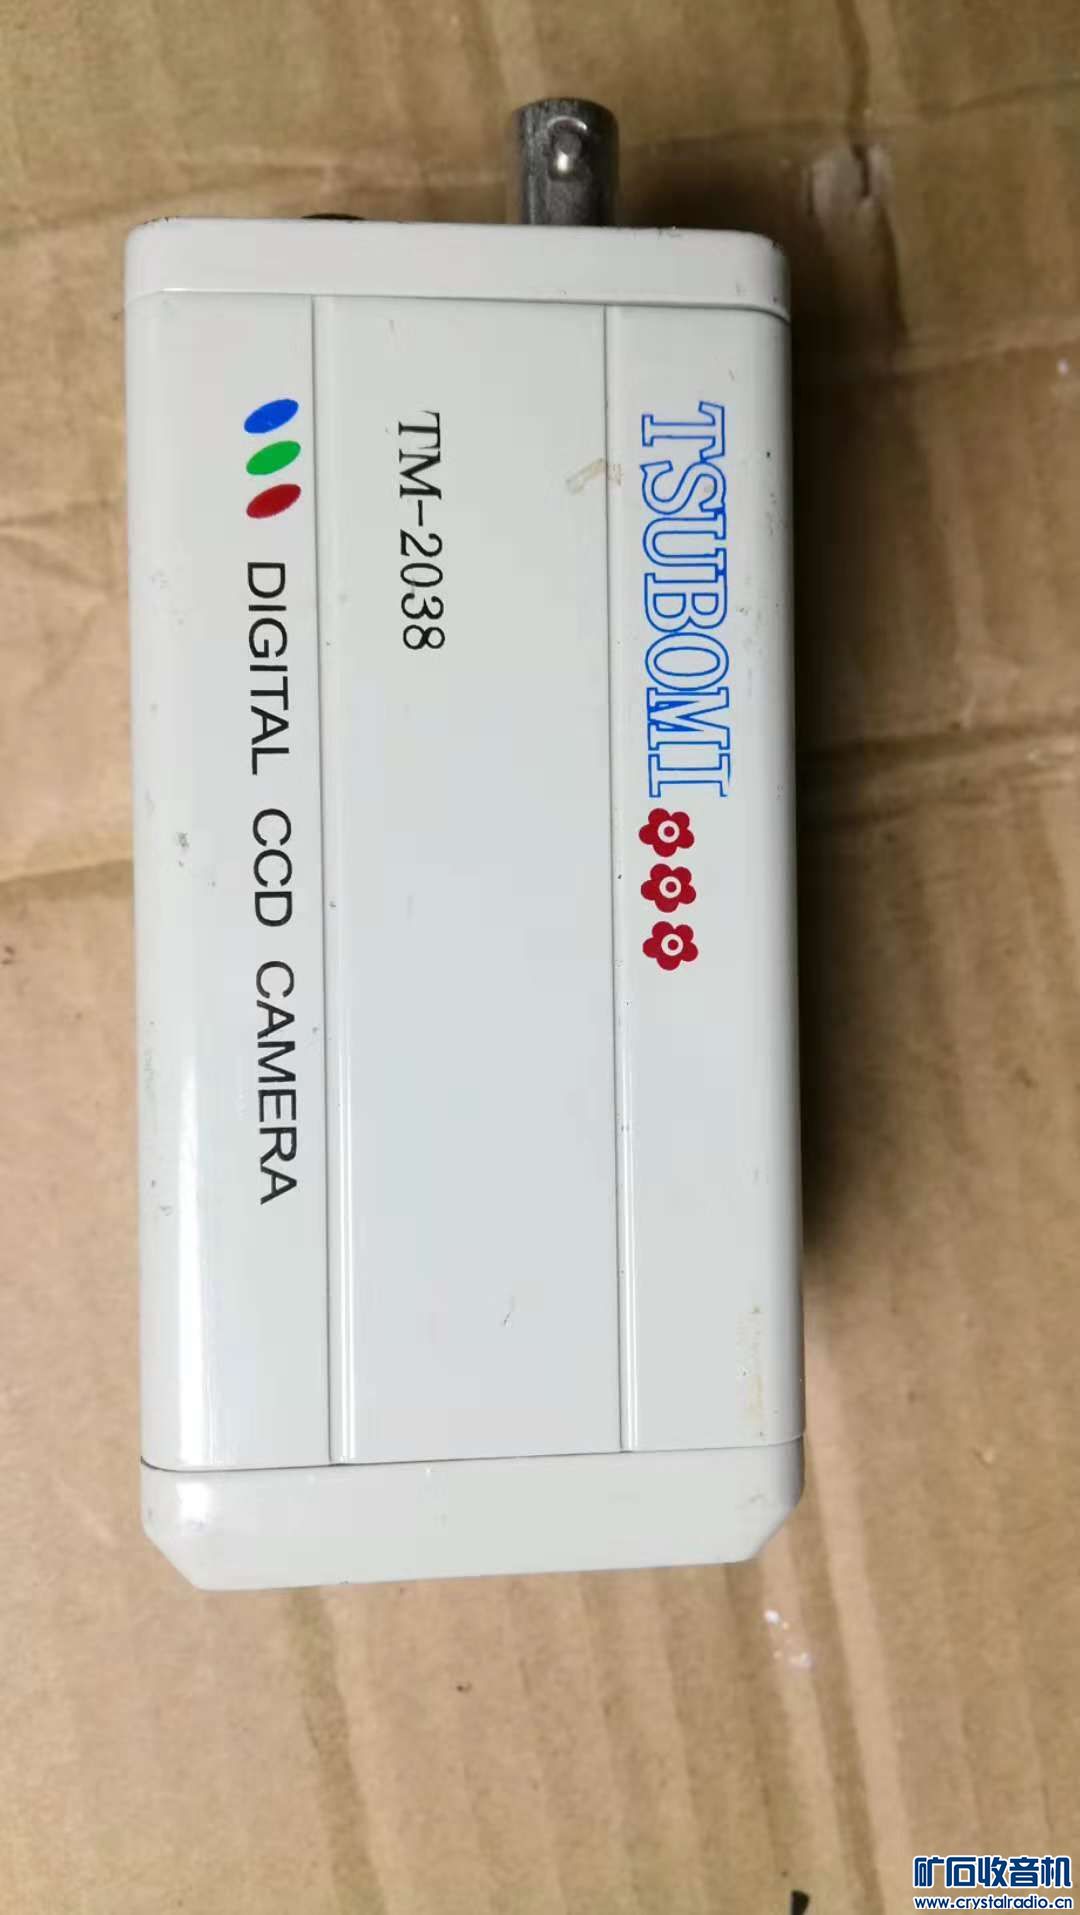 TSUBOMI
TM-2038
DIGITAL CCD CAMERA
矿石收音机
www.crystalradio.cn